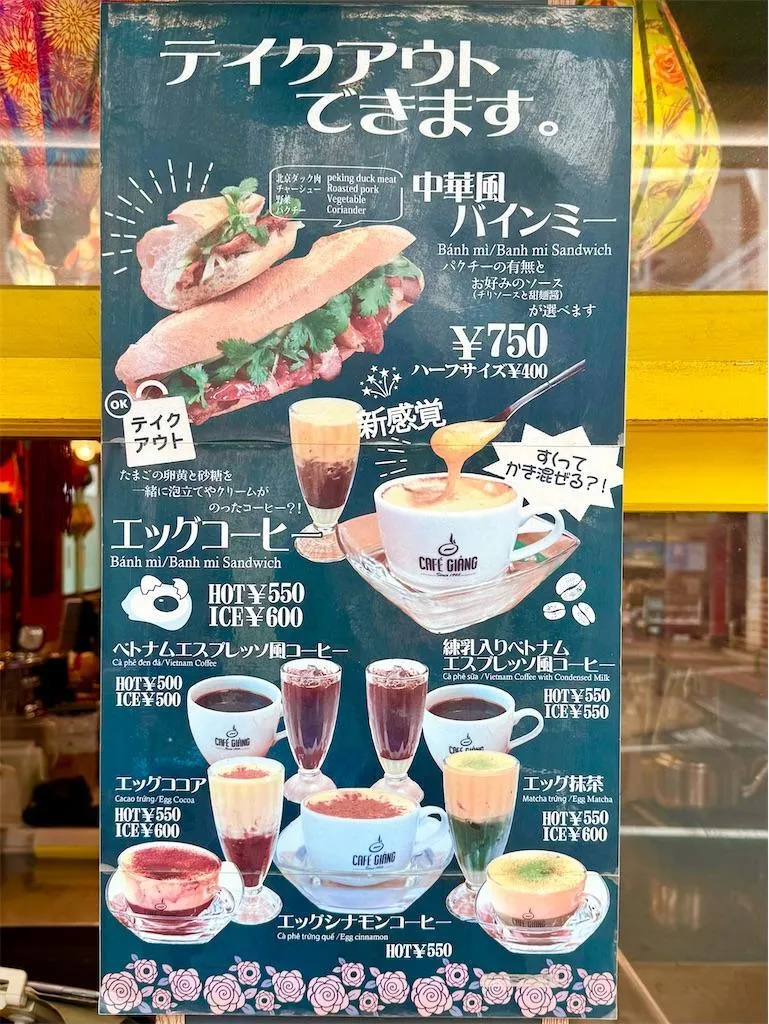 テイクアウト
できます。
北京ダック肉 peking duck meat
チャーシュー Roasted pork
野菜 Vegetable
パクチー Coriander
中華風
バインミー
Bánh mì/Banh mi Sandwich
パクチーの有無と
お好みのソース
(チリソースと甜麺醤)
が選べます
¥750
ハーフサイズ¥400
OK
テイク
アウト
新感覚
すくって
かき混ぜる?!
たまごの卵黄と砂糖を
一緒に泡立てやクリームが
のったコーヒー?!
エッグコーヒー
Bánh mì/Banh mi Sandwich
HOT¥550
ICE¥600
CAFÉ GIẢNG
Since 1946
ベトナムエスプレッソ風コーヒー
Cà phê đen đá/Vietnam Coffee
HOT¥500
ICE¥500
練乳入りベトナム
エスプレッソ風コーヒー
Cà phê sữa /Vietnam Coffee with Condensed Milk
HOT¥550
ICE¥550
CAFÉ GIẢNG
CAFÉ GIẢNG
エッグココア
Cacao trứng/Egg Cocoa
HOT¥550
ICE¥600
エッグ抹茶
Matcha trứng /Egg Matcha
HOT¥550
ICE¥600
CAFÉ GIẢNG
CAFÉ GIẢNG
エッグシナモンコーヒー
Cà phê trứng quế /Egg cinnamon
HOT¥550